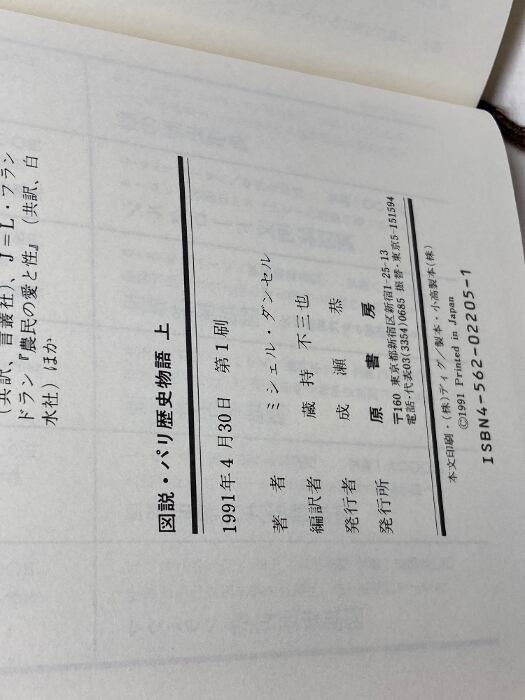 （共訳、言叢社）、J＝L・フラン
ドラン『農民の愛と性』（共訳、白
水社）ほか
図説・パリ歴史物語 上
1991年4月30日 第1刷
著者 ミシェル・ダンセル
編訳者 蔵持不三也
発行者 成瀬恭
発行所 原書房
〒160 東京都新宿区新宿1-25-13
電話・代表03(3354)0685 振替・東京5-151594
本文印刷・(株)ディグ/製本・小高製本(株)
©1991 Printed in Japan
ISBN4-562-02205-1